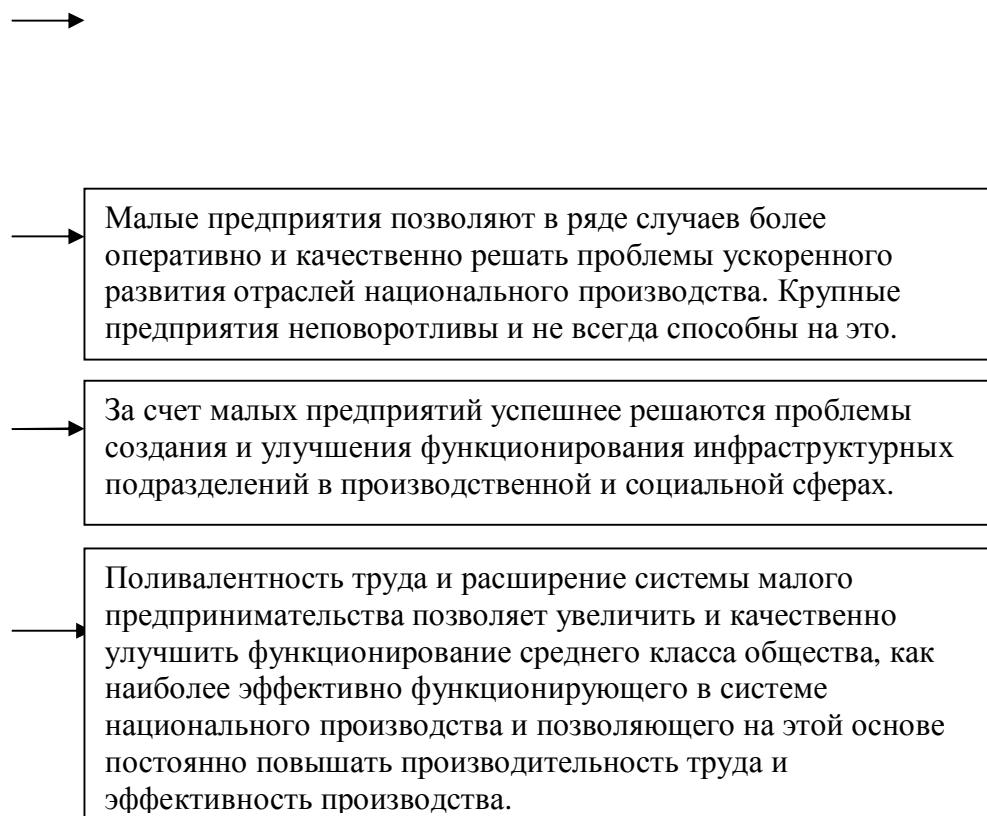 Малые предприятия позволяют в ряде случаев более
оперативно и качественно решать проблемы ускоренного
развития отраслей национального производства. Крупные
предприятия неповоротливы и не всегда способны на это.
За счет малых предприятий успешнее решаются проблемы
создания и улучшения функционирования инфраструктурных
подразделений в производственной и социальной сферах.
Поливалентность труда и расширение системы малого
предпринимательства позволяет увеличить и качественно
улучшить функционирование среднего класса общества, как
наиболее эффективно функционирующего в системе
национального производства и позволяющего на этой основе
постоянно повышать производительность труда и
эффективность производства.